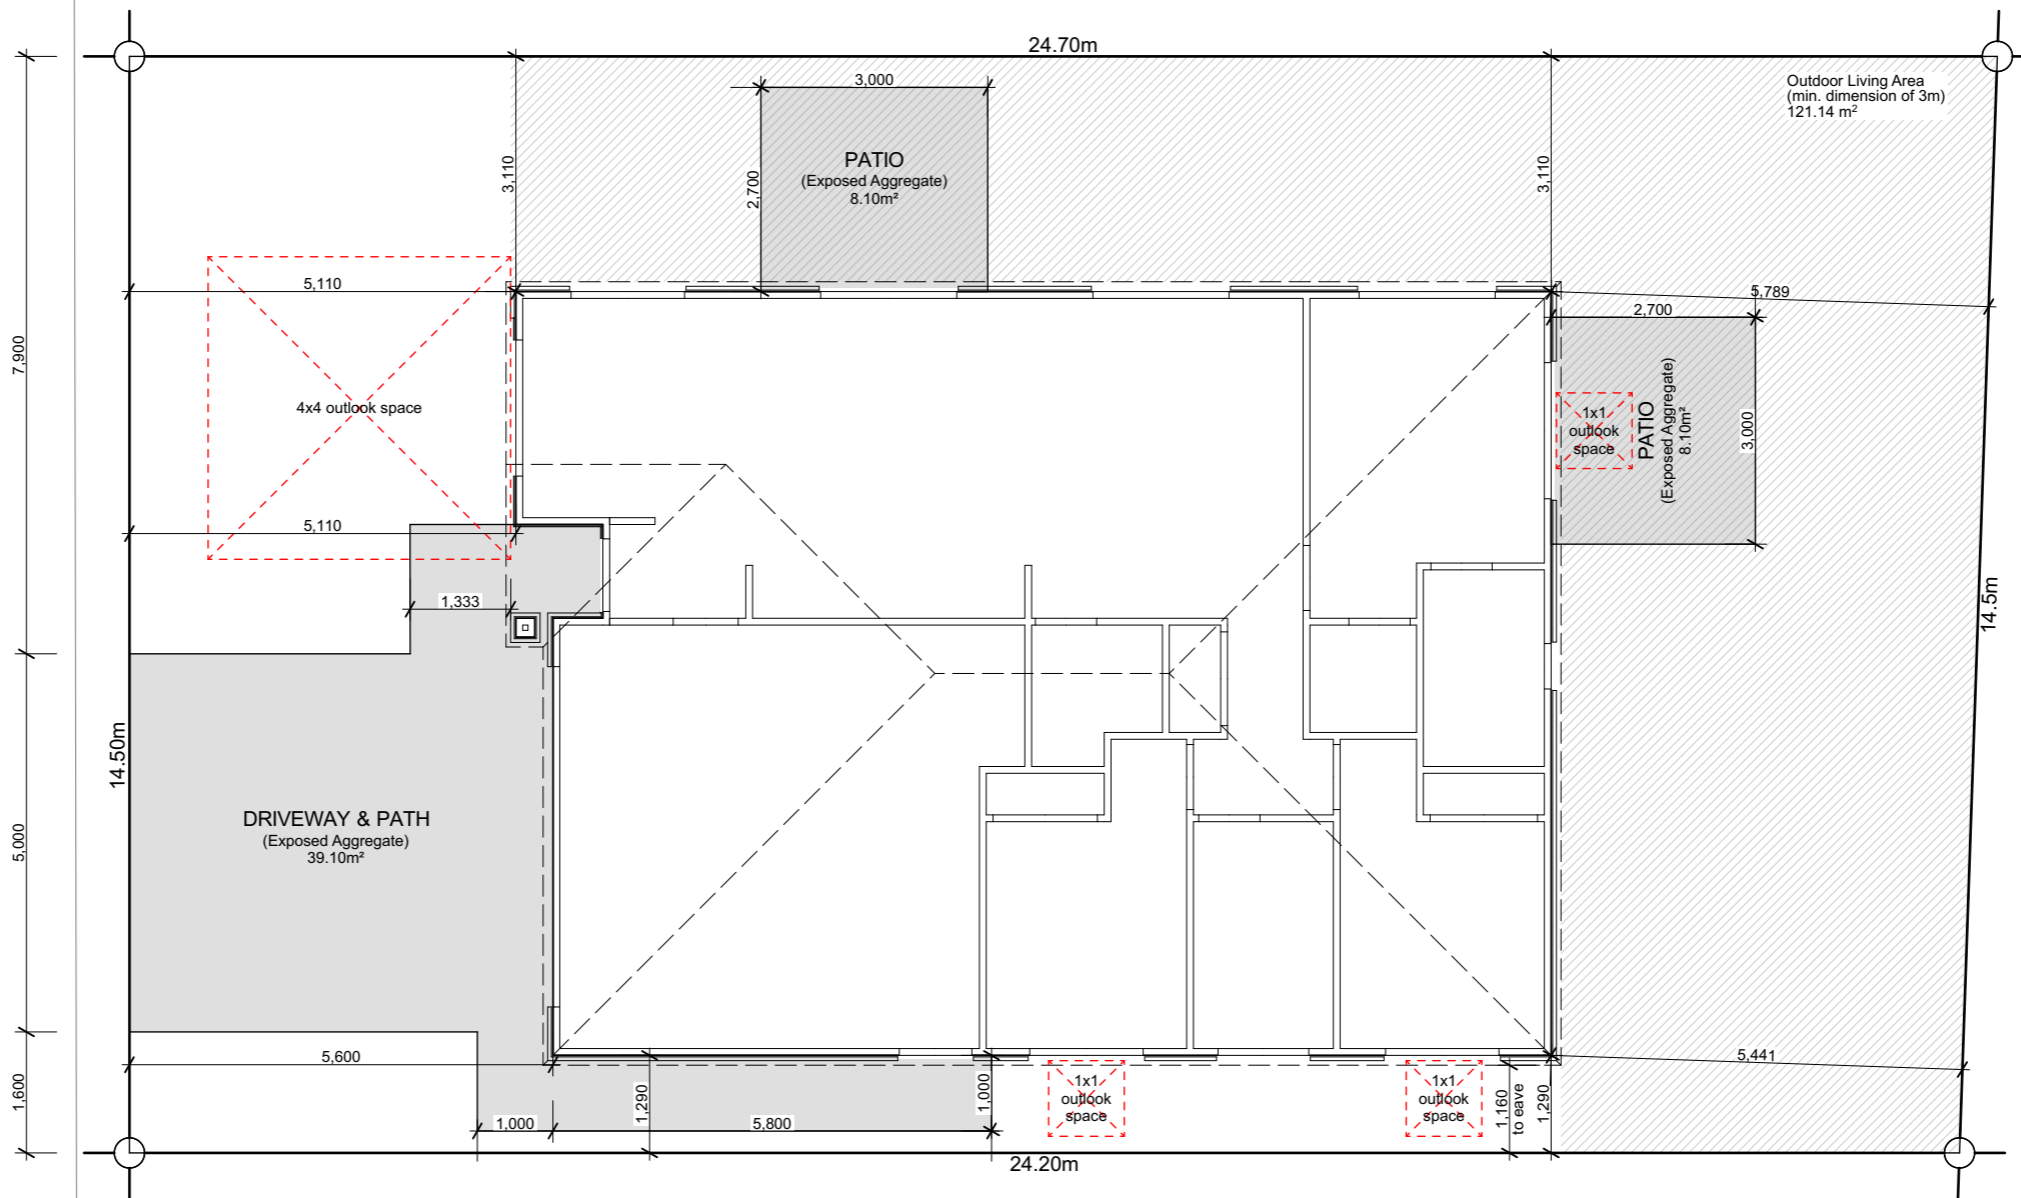 24.70m
3,000
Outdoor Living Area
(min. dimension of 3m)
121.14 m²
PATIO
(Exposed Aggregate)
8.10m²
3,110
2,700
3,110
5,110
5,789
2,700
7,900
4x4 outlook space
1x1
outlook
space
PATIO
(Exposed Aggregate)
8.10m²
3,000
5,110
1,333
14.5m
14.50m
DRIVEWAY & PATH
(Exposed Aggregate)
39.10m²
5,000
5,600
5,441
1,600
1,000
1,290
5,800
1,000
1x1
outlook
space
1x1
outlook
space
1,160
to eave
1,290
24.20m